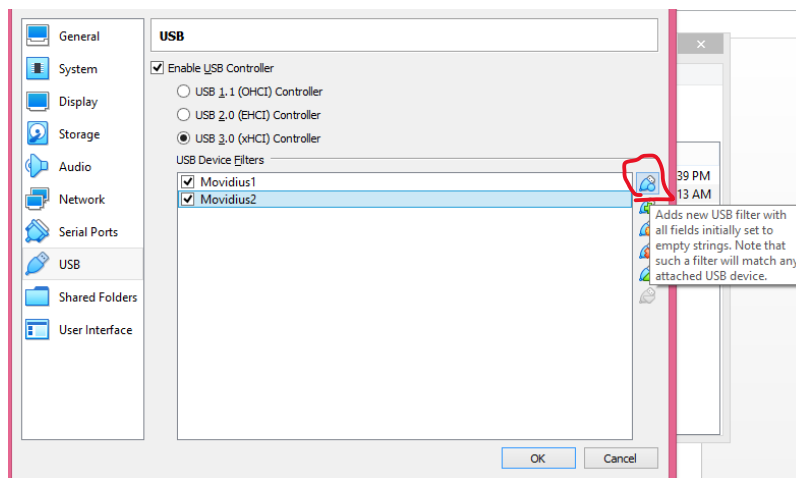 General
System
Display
Storage
Audio
Network
Serial Ports
USB
Shared Folders
User Interface
USB
Enable USB Controller
USB 1.1 (OHCI) Controller
USB 2.0 (EHCI) Controller
USB 3.0 (xHCI) Controller
USB Device Filters
Movidius1
Movidius2
39 PM
13 AM
Adds new USB filter with
all fields initially set to
empty strings. Note that
such a filter will match any
attached USB device.
OK
Cancel